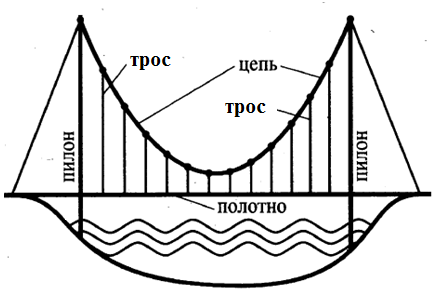 трос
цепь
трос
пилон
пилон
полотно